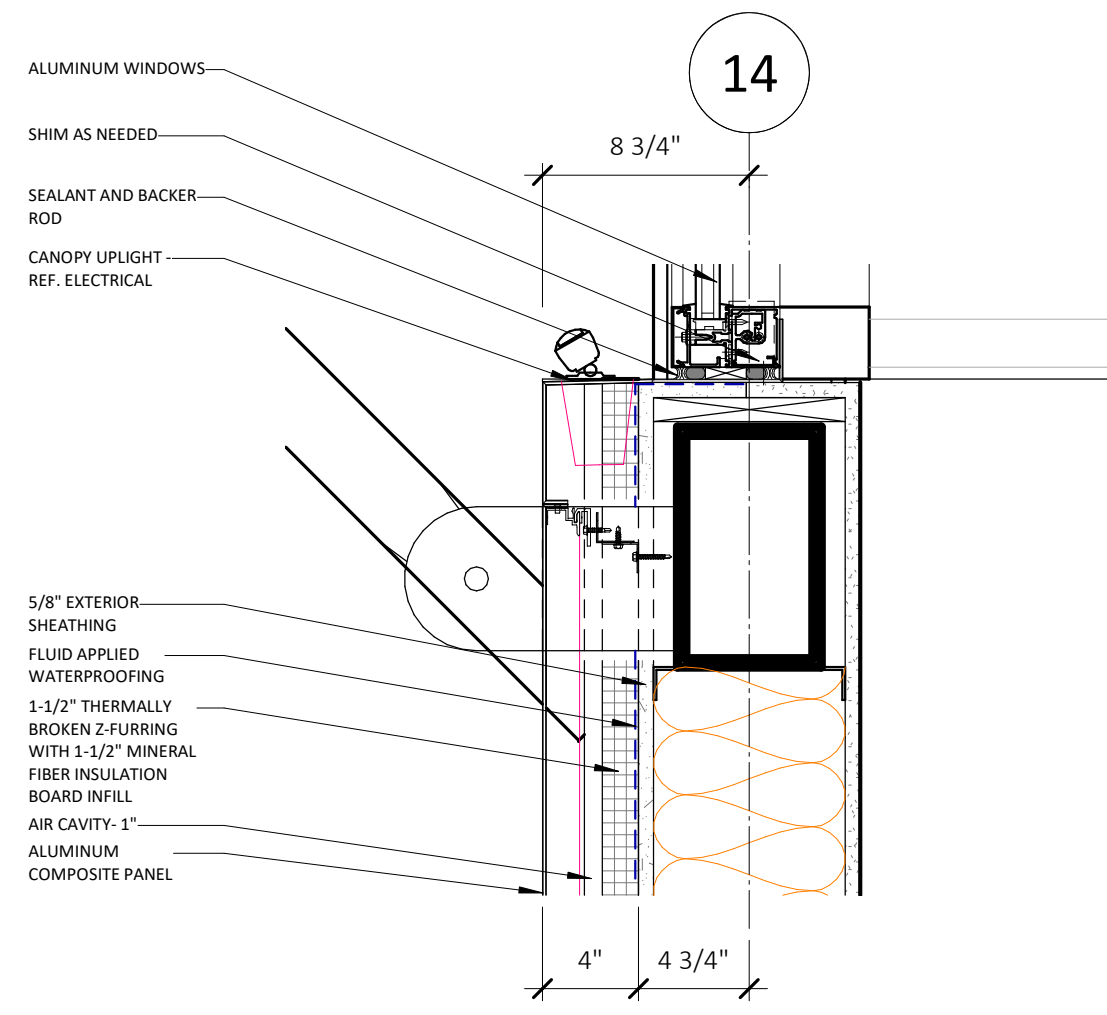 ALUMINUM WINDOWS
14
SHIM AS NEEDED
8 3/4"
SEALANT AND BACKER
ROD
CANOPY UPLIGHT -
REF. ELECTRICAL
5/8" EXTERIOR
SHEATHING
FLUID APPLIED
WATERPROOFING
1-1/2" THERMALLY
BROKEN Z-FURRING
WITH 1-1/2" MINERAL
FIBER INSULATION
BOARD INFILL
AIR CAVITY- 1"
ALUMINUM
COMPOSITE PANEL
4"
4 3/4"